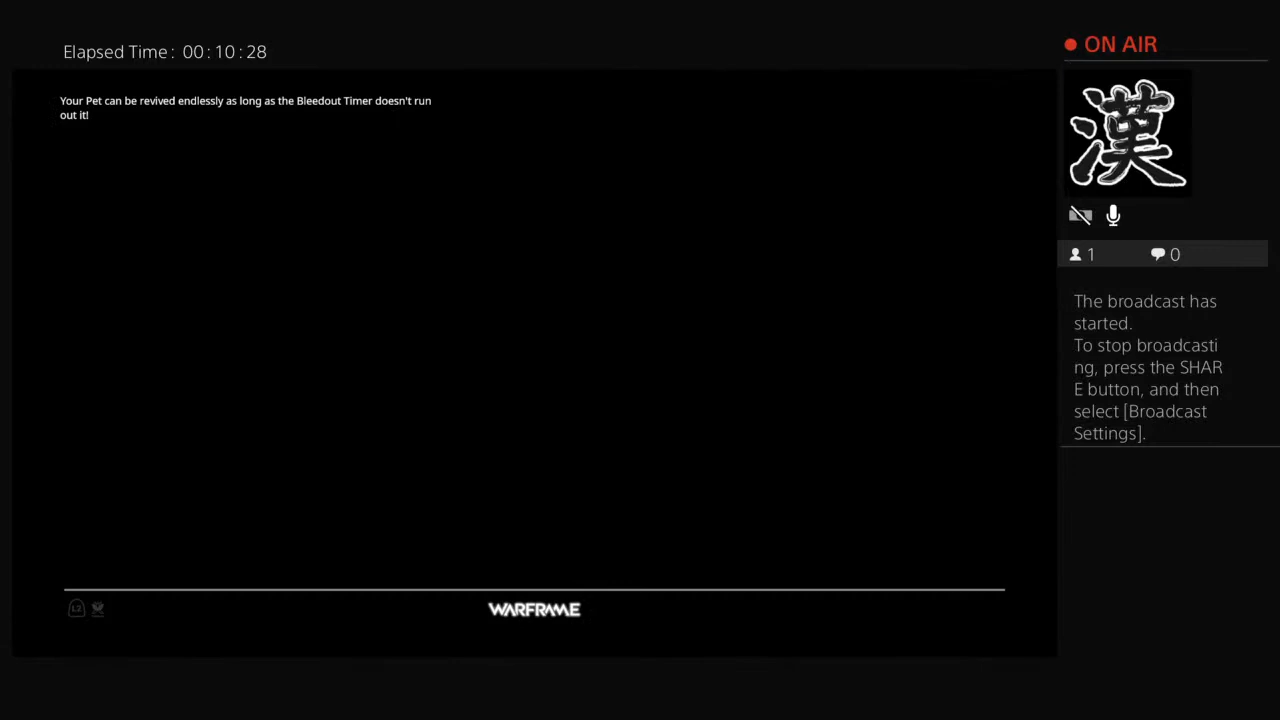 Elapsed Time: 00:10:28
ON AIR
Your Pet can be revived endlessly as long as the Bleedout Timer doesn't run
out it!
漢
1 0
The broadcast has
started.
To stop broadcasti
ng, press the SHAR
E button, and then
select [Broadcast
Settings].
L2
WARFRAME